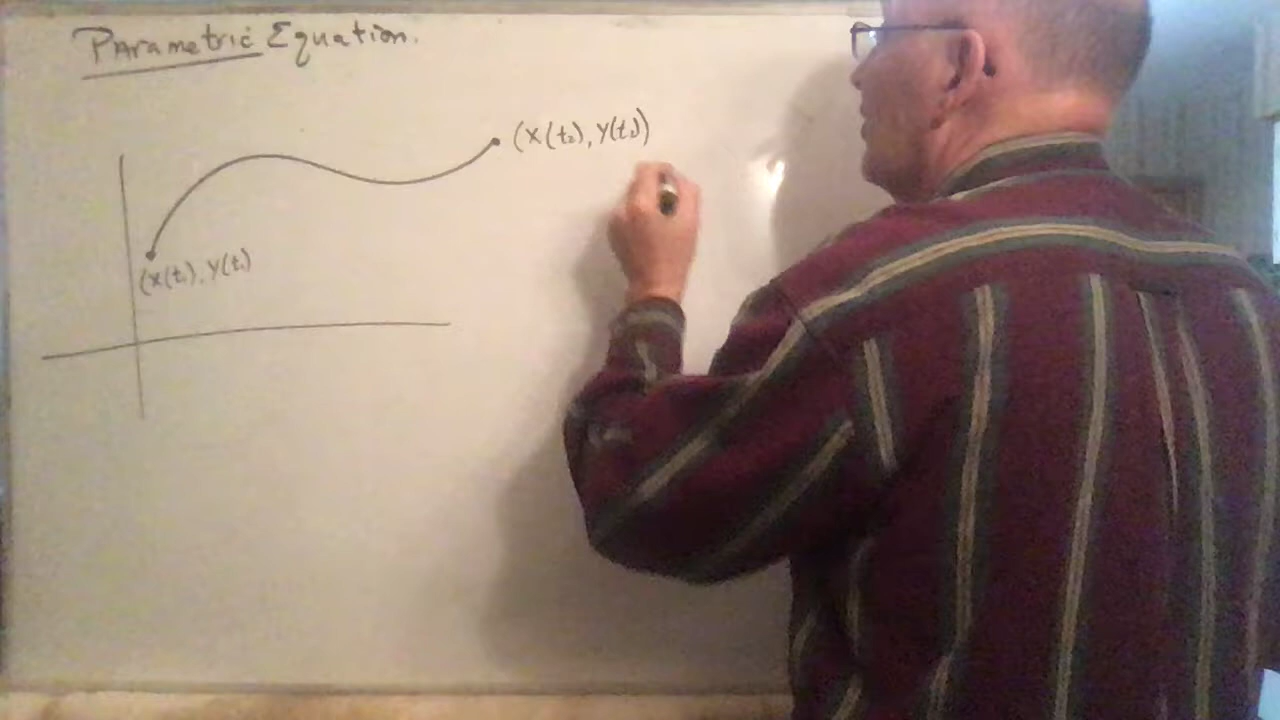 Parametric Equation.
(x(t₂), y(t₂))
(x(t₁), y(t₁)